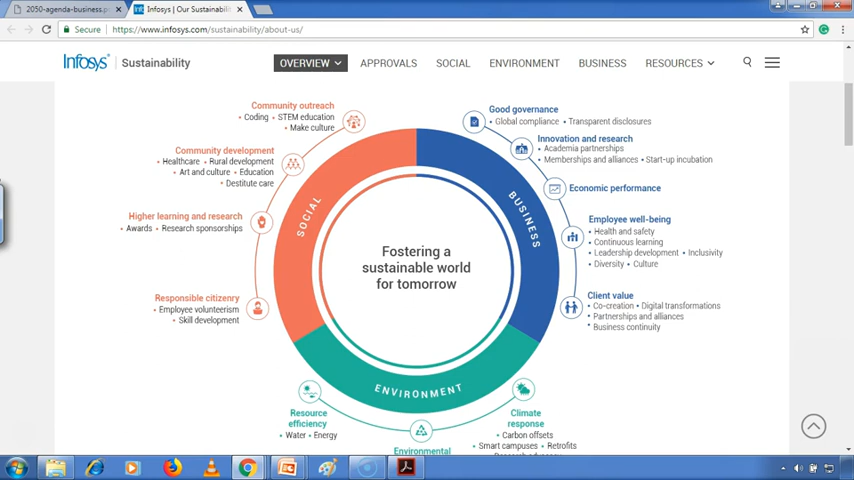 2050-agenda-business.p
Infosys | Our Sustainabili
Secure
https://www.infosys.com/sustainability/about-us/
Infosys | Sustainability
OVERVIEW
APPROVALS
SOCIAL
ENVIRONMENT
BUSINESS
RESOURCES
Community outreach
• Coding • STEM education
• Make culture
Community development
• Healthcare • Rural development
• Art and culture • Education
• Destitute care
Higher learning and research
• Awards • Research sponsorships
Responsible citizenry
• Employee volunteerism
• Skill development
SOCIAL
Fostering a
sustainable world
for tomorrow
BUSINESS
Good governance
• Global compliance • Transparent disclosures
Innovation and research
• Academia partnerships
• Memberships and alliances • Start-up incubation
Economic performance
Employee well-being
• Health and safety
• Continuous learning
• Leadership development • Inclusivity
• Diversity • Culture
Client value
• Co-creation • Digital transformations
• Partnerships and alliances
• Business continuity
ENVIRONMENT
Resource
efficiency
• Water • Energy
Environmental
Climate
response
• Carbon offsets
• Smart campuses • Retrofits